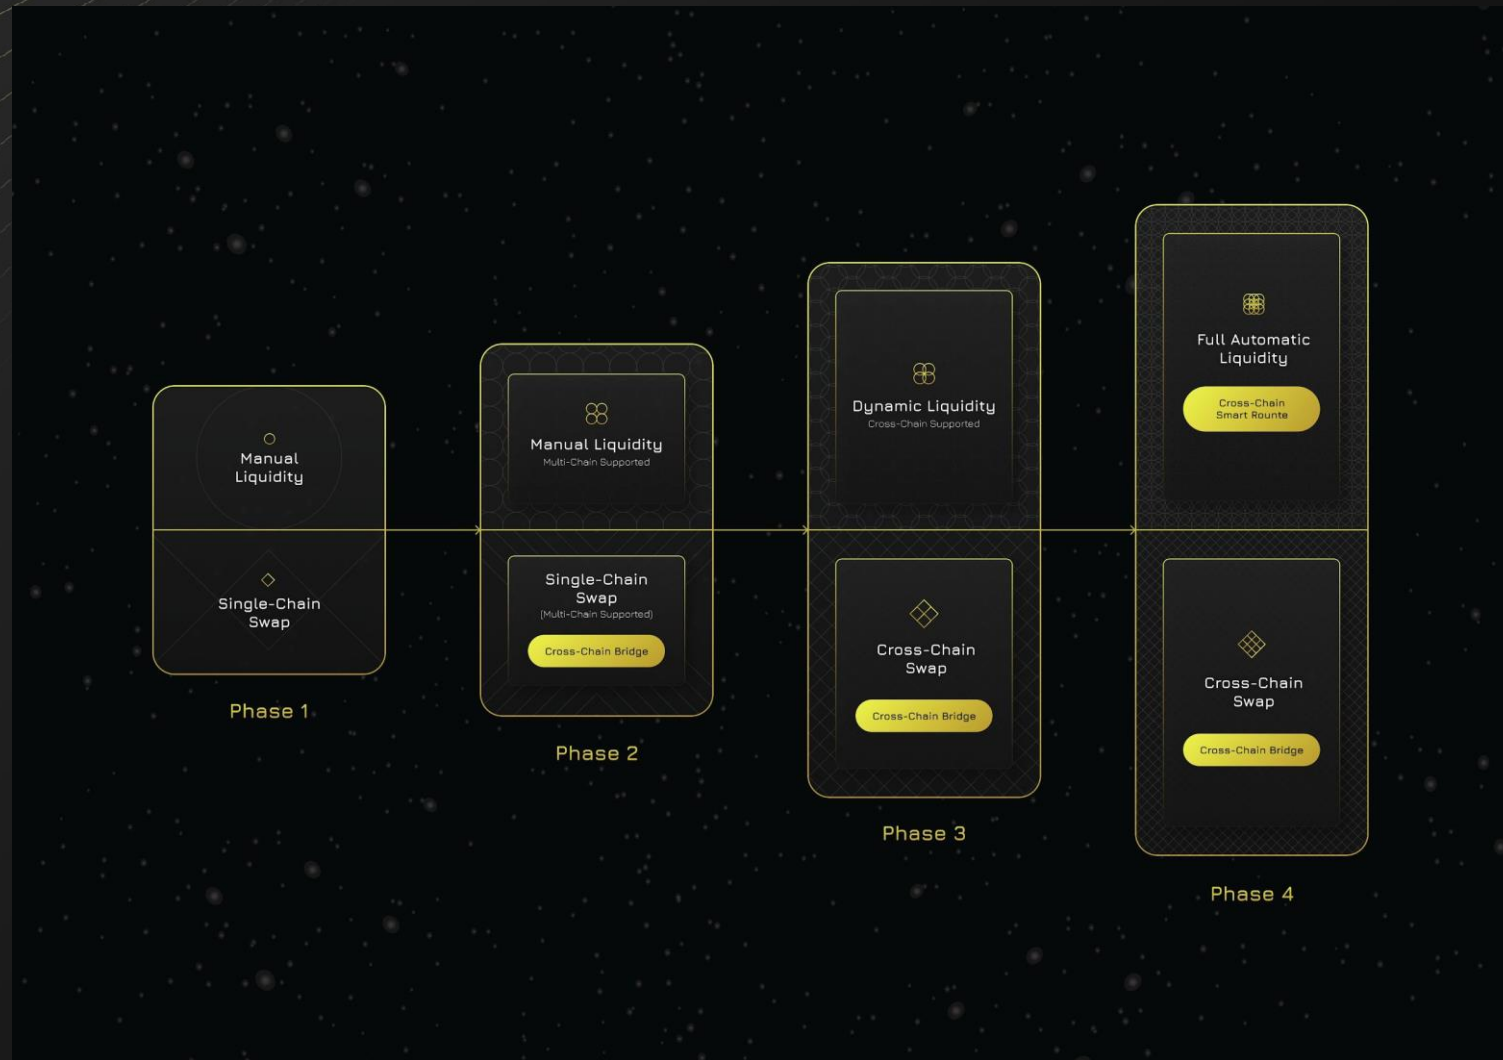 Manual
Liquidity
Single-Chain
Swap
Phase 1
Manual Liquidity
Multi-Chain Supported
Single-Chain
Swap
(Multi-Chain Supported)
Cross-Chain Bridge
Phase 2
Dynamic Liquidity
Cross-Chain Supported
Cross-Chain
Swap
Cross-Chain Bridge
Phase 3
Full Automatic
Liquidity
Cross-Chain
Smart Rounte
Cross-Chain
Swap
Cross-Chain Bridge
Phase 4